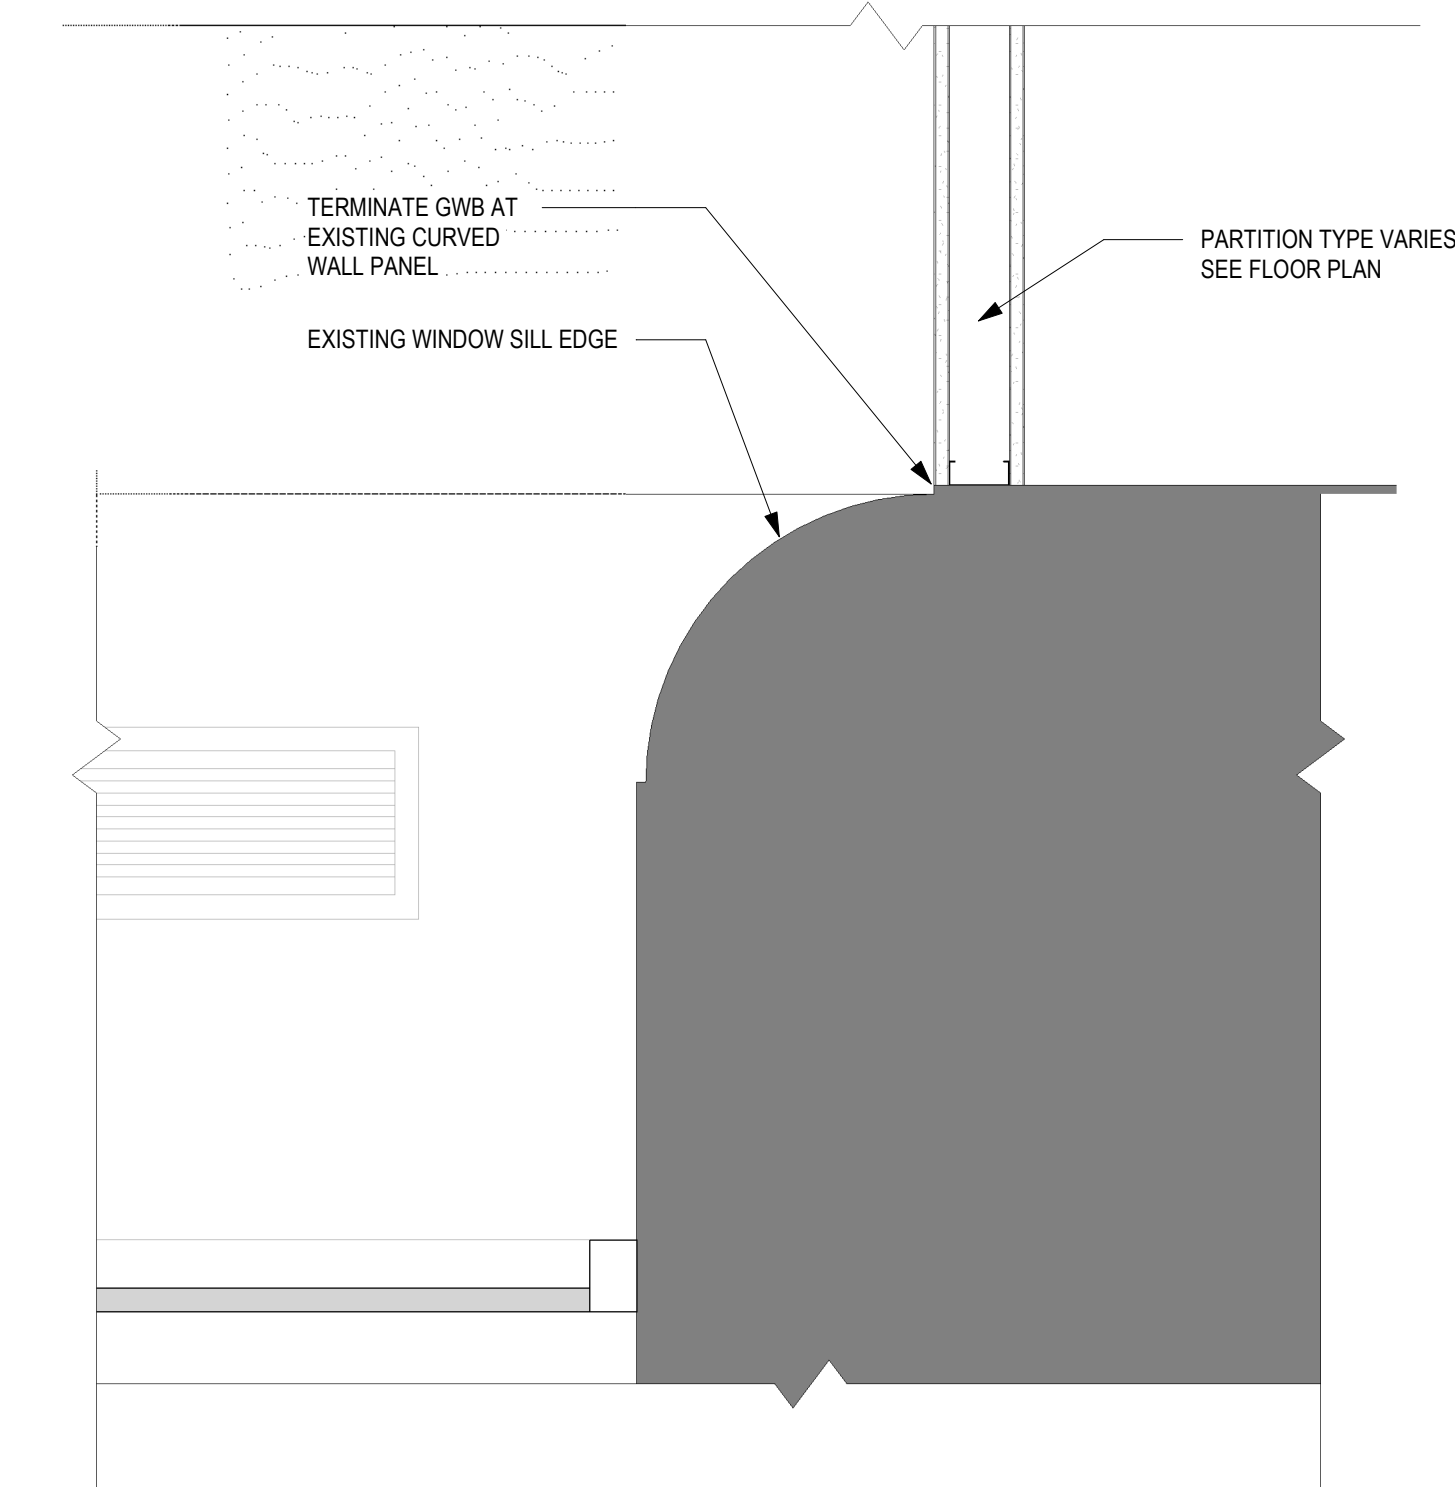 TERMINATE GWB AT
EXISTING CURVED
WALL PANEL
EXISTING WINDOW SILL EDGE
PARTITION TYPE VARIES
SEE FLOOR PLAN